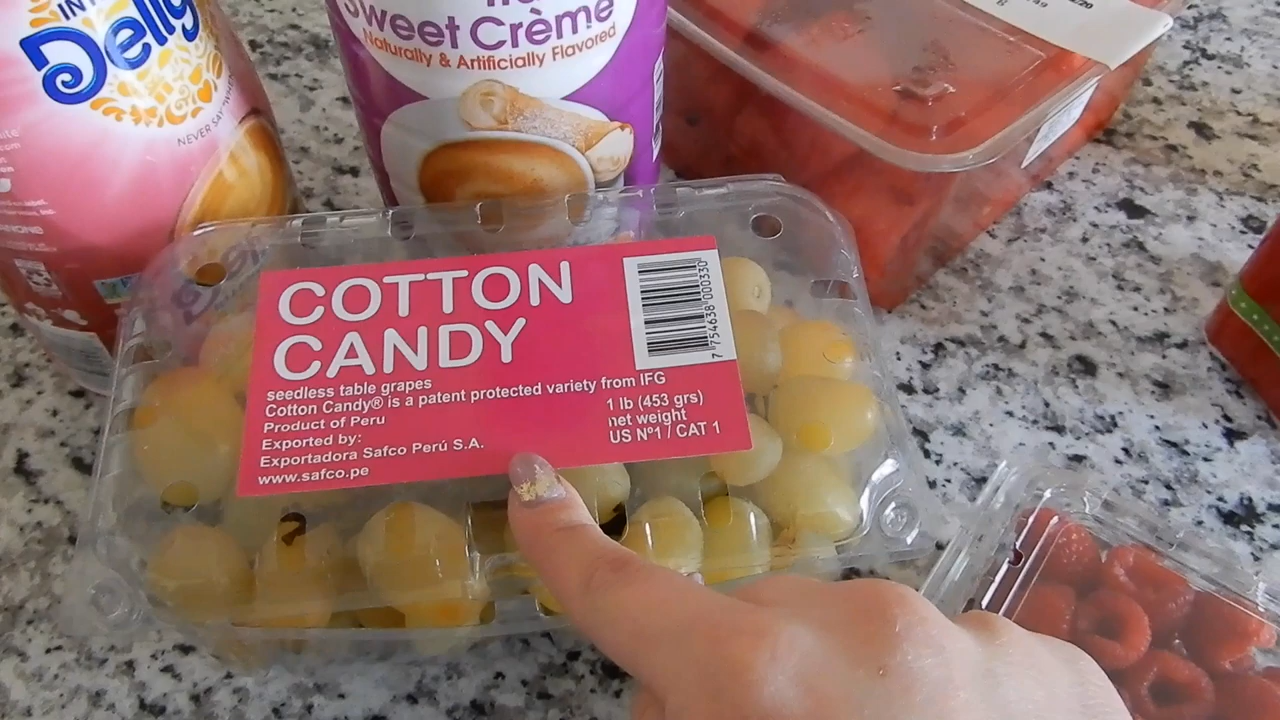 INT
Delig
NEVER SAY
Sweet Crème
Naturally & Artificially Flavored
COTTON
CANDY
seedless table grapes
Cotton Candy® is a patent protected variety from IFG
Product of Peru
Exported by:
Exportadora Safco Perú S.A.
www.safco.pe
1 lb (453 grs)
net weight
US Nº1 / CAT 1
7 754638 000330